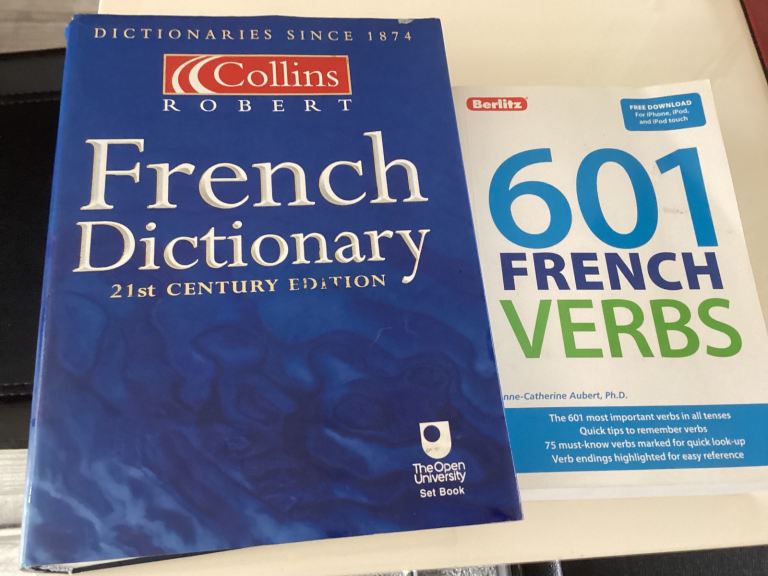 DICTIONARIES SINCE 1874
Collins
ROBERT
French
Dictionary
21st CENTURY EDITION
The Open
University
Set Book
Berlitz
FREE DOWNLOAD
For iPhone, iPod,
and iPod touch
601
FRENCH
VERBS
nne-Catherine Aubert, Ph.D.
The 601 most important verbs in all tenses
Quick tips to remember verbs
75 must-know verbs marked for quick look-up
Verb endings highlighted for easy reference